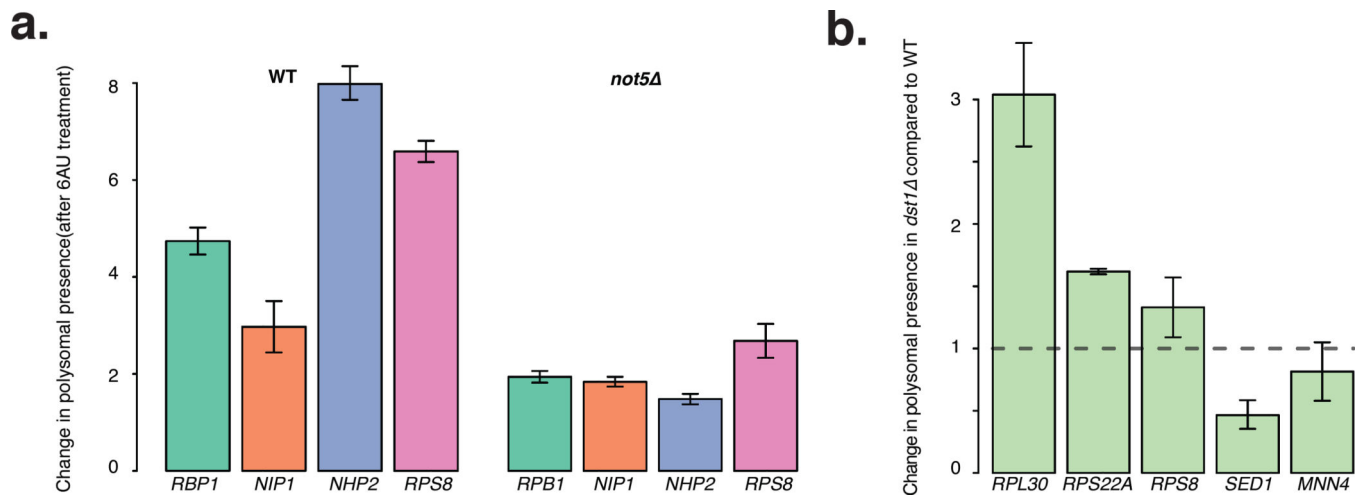 a.
Change in polysomal presence(after 6AU treatment)
8
6
4
2
0
WT
not5Δ
RBP1 NIP1 NHP2 RPS8
RPB1 NIP1 NHP2 RPS8
b.
Change in polysomal presence in dst1Δ compared to WT
3
2
1
0
RPL30 RPS22A RPS8 SED1 MNN4